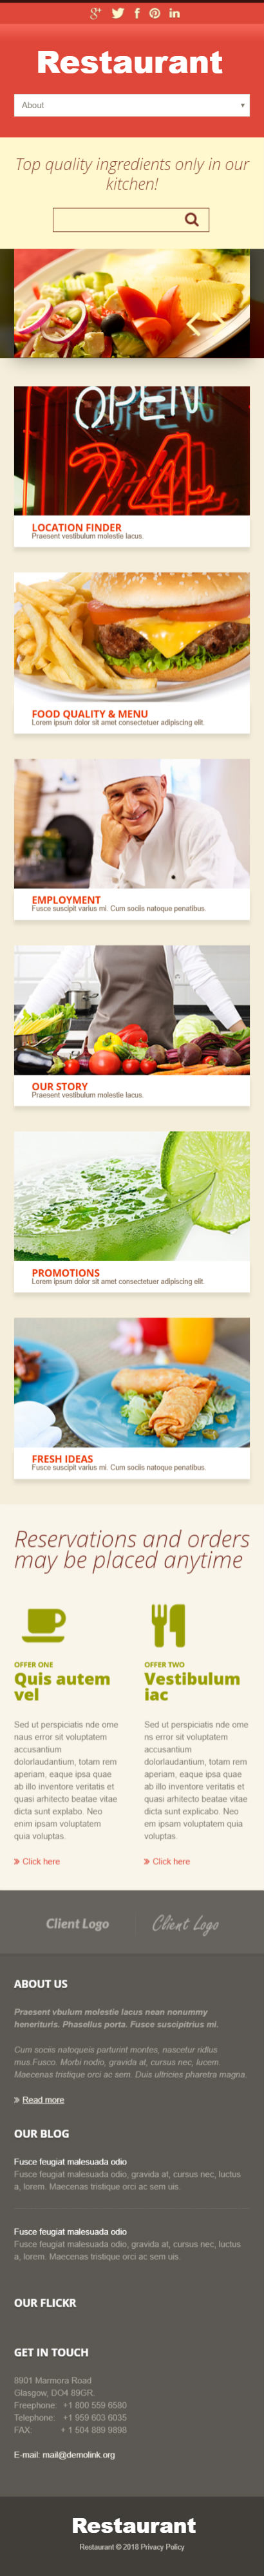 Restaurant
About
Top quality ingredients only in our
kitchen!
OPEN
24
LOCATION FINDER
Praesent vestibulum molestie lacus.
FOOD QUALITY & MENU
Lorem ipsum dolor sit amet consectetuer adipiscing elit.
EMPLOYMENT
Fusce suscipit varius mi. Cum sociis natoque penatibus.
OUR STORY
Praesent vestibulum molestie lacus.
PROMOTIONS
Lorem ipsum dolor sit amet consectetuer adipiscing elit.
FRESH IDEAS
Fusce suscipit varius mi. Cum sociis natoque penatibus.
Reservations and orders
may be placed anytime
OFFER ONE
Quis autem
vel
Sed ut perspiciatis nde ome
naus error sit voluptatem
accusantium
dolorlaudantium, totam rem
aperiam, eaque ipsa quae
ab illo inventore veritatis et
quasi arhitecto beatae vitae
dicta sunt explabo. Neo
enim ipsam voluptatem
quia voluptas.
» Click here
OFFER TWO
Vestibulum
iac
Sed ut perspiciatis nde ome
ns error sit voluptatem
accusantium
dolorlaudantium, totam rem
aperiam, eaque ipsa quae
ab illo inventore veritatis et
quasi arhitecto beatae vitae
dicta sunt explicabo. Neo
em ipsam voluptatem quia
voluptas.
» Click here
Client Logo
Client Logo
ABOUT US
Praesent vbulum molestie lacus nean nonummy
henerituris. Phasellus porta. Fusce suscipitrius mi.
Cum sociis natoqueis parturint montes, nascetur ridlus
mus Fusco. Morbi nodio, gravida at, cursus nec, lucem.
Maecenas tristique orci ac sem. Duis ultricies pharetra magna.
» Read more
OUR BLOG
Fusce feugiat malesuada odio
Fusce feugiat malesuada odio, gravida at, cursus nec, luctus
a, lorem. Maecenas tristique orci ac sem uis.
Fusce feugiat malesuada odio
Fusce feugiat malesuada odio, gravida at, cursus nec, luctus
a, lorem. Maecenas tristique orci ac sem uis.
OUR FLICKR
GET IN TOUCH
8901 Marmora Road
Glasgow, DO4 89GR.
Freephone: +1 800 559 6580
Telephone: +1 959 603 6035
FAX: + 1 504 889 9898
E-mail: mail@demolink.org
Restaurant
Restaurant © 2018 Privacy Policy